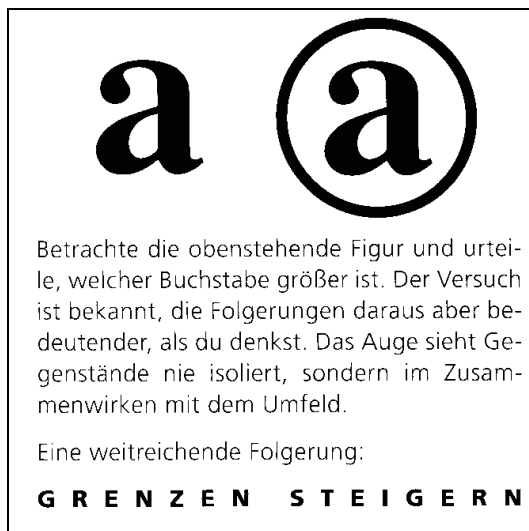 a a
Betrachte die obenstehende Figur und urtei-
le, welcher Buchstabe größer ist. Der Versuch
ist bekannt, die Folgerungen daraus aber be-
deutender, als du denkst. Das Auge sieht Ge-
genstände nie isoliert, sondern im Zusam-
menwirken mit dem Umfeld.
Eine weitreichende Folgerung:
GRENZEN STEIGERN